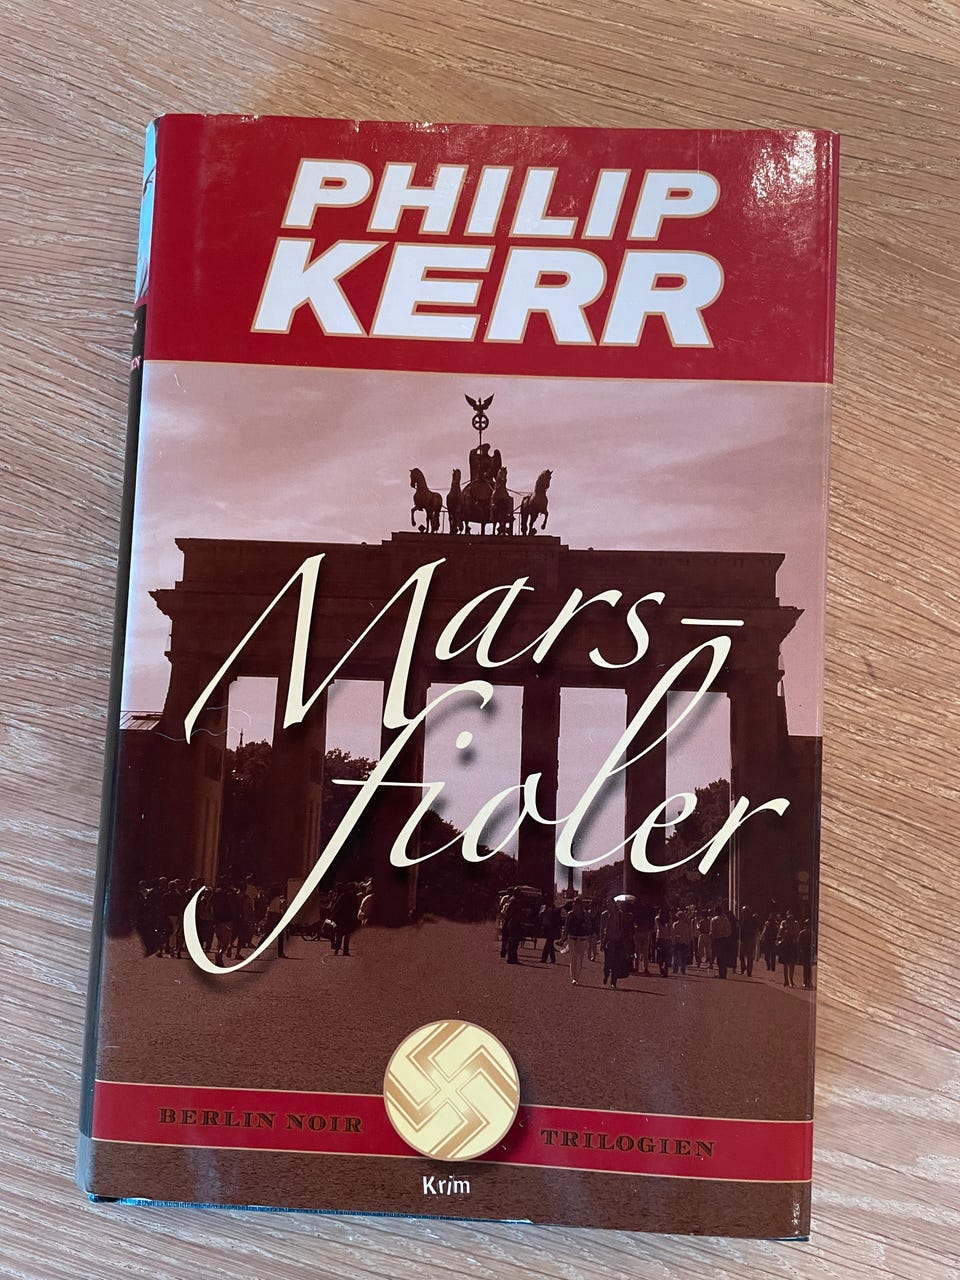 PHILIP
KERR
Mars-
fioler
BERLIN NOIR TRILOGIEN
Krim